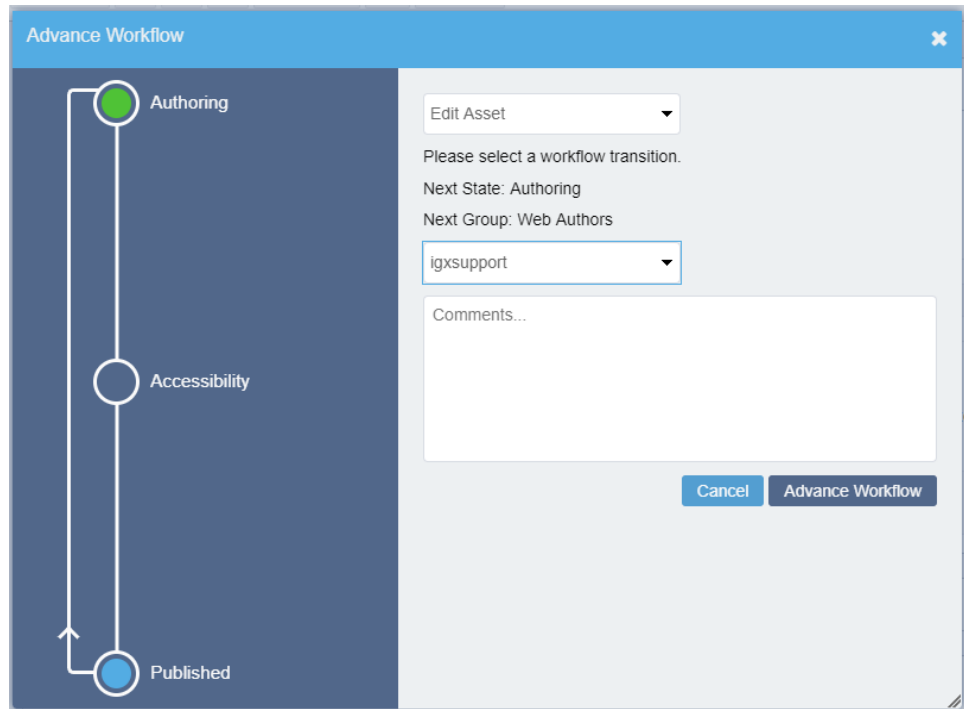 Advance Workflow
Authoring
Accessibility
Published
Edit Asset
Please select a workflow transition.
Next State: Authoring
Next Group: Web Authors
igxsupport
Comments...
Cancel
Advance Workflow